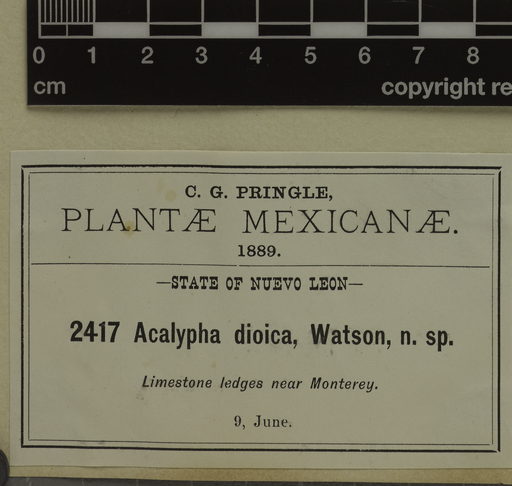 0 1 2 3 4 5 6 7 8
cm copyright re
C. G. PRINGLE,
PLANTÆ MEXICANÆ.
1889.
—STATE OF NUEVO LEON—
2417 Acalypha dioica, Watson, n. sp.
Limestone ledges near Monterey.
9, June.